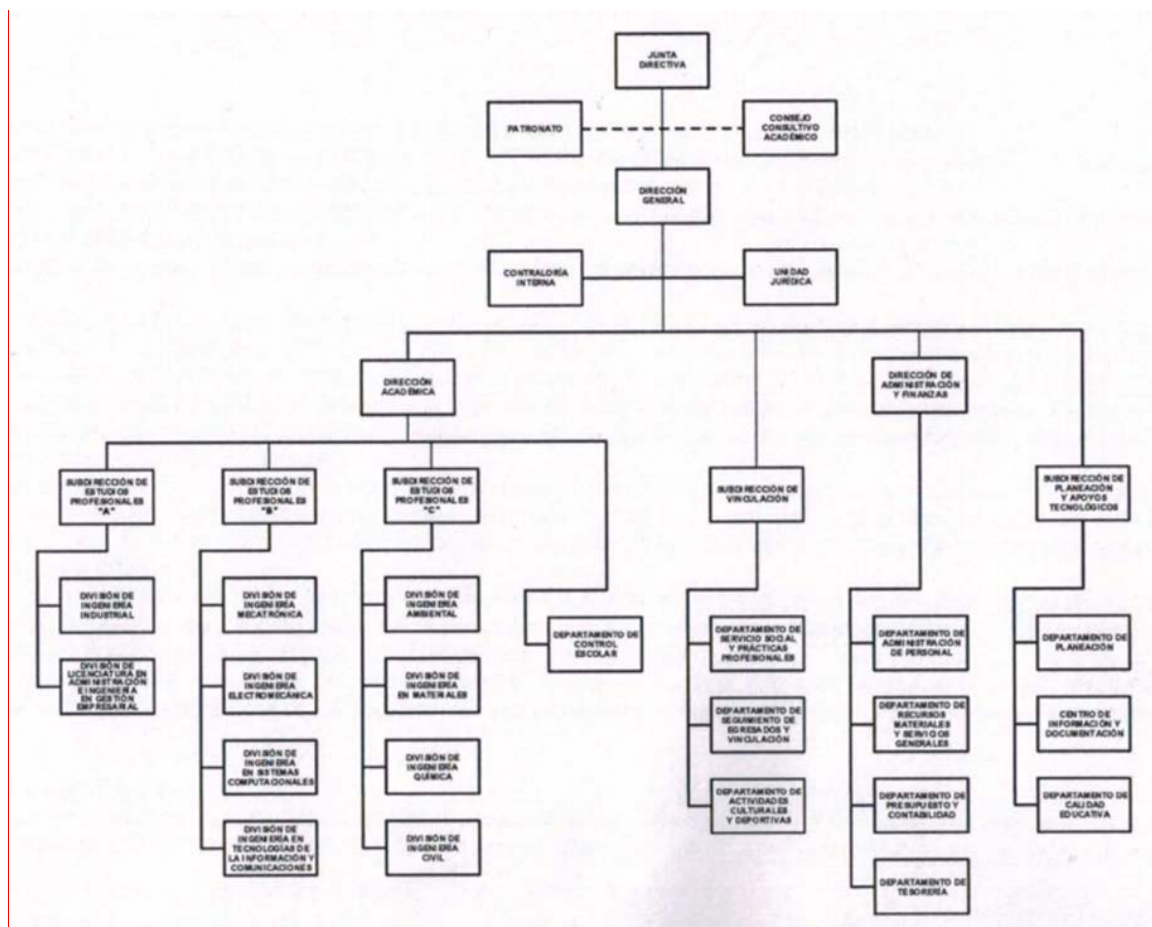 JUNTA
DIRECTIVA
PATRONATO
CONSEJO
CONSULTIVO
ACADÉMICO
DIRECCIÓN
GENERAL
CONTRALORÍA
INTERNA
UNIDAD
JURÍDICA
DIRECCIÓN
ACADÉMICA
DIRECCIÓN DE
ADMINISTRACIÓN
Y FINANZAS
SUBDIRECCIÓN DE
ESTUDIOS
PROFESIONALES
"A"
SUBDIRECCIÓN DE
ESTUDIOS
PROFESIONALES
"B"
SUBDIRECCIÓN DE
ESTUDIOS
PROFESIONALES
"C"
SUBDIRECCIÓN DE
VINCULACIÓN
SUBDIRECCIÓN DE
PLANEACIÓN
Y APOYOS
TECNOLÓGICOS
DIVISIÓN DE
INGENIERÍA
INDUSTRIAL
DIVISIÓN DE
LICENCIATURA EN
ADMINISTRACIÓN
E INGENIERÍA
EN GESTIÓN
EMPRESARIAL
DIVISIÓN DE
INGENIERÍA
MECATRÓNICA
DIVISIÓN DE
INGENIERÍA
ELECTROMECÁNICA
DIVISIÓN DE
INGENIERÍA
EN SISTEMAS
COMPUTACIONALES
DIVISIÓN DE
INGENIERÍA EN
TECNOLOGÍAS DE
LA INFORMACIÓN Y
COMUNICACIONES
DIVISIÓN DE
INGENIERÍA
AMBIENTAL
DIVISIÓN DE
INGENIERÍA
EN MATERIALES
DIVISIÓN DE
INGENIERÍA
QUÍMICA
DIVISIÓN DE
INGENIERÍA
CIVIL
DEPARTAMENTO DE
CONTROL
ESCOLAR
DEPARTAMENTO DE
SERVICIO SOCIAL
Y PRÁCTICAS
PROFESIONALES
DEPARTAMENTO DE
SEGUIMIENTO DE
EGRESADOS Y
VINCULACIÓN
DEPARTAMENTO DE
ACTIVIDADES
CULTURALES
Y DEPORTIVAS
DEPARTAMENTO DE
ADMINISTRACIÓN
DE PERSONAL
DEPARTAMENTO DE
RECURSOS
MATERIALES
Y SERVICIOS
GENERALES
DEPARTAMENTO DE
PRESUPUESTO Y
CONTABILIDAD
DEPARTAMENTO DE
TESORERÍA
DEPARTAMENTO DE
PLANEACIÓN
CENTRO DE
INFORMACIÓN Y
DOCUMENTACIÓN
DEPARTAMENTO DE
CALIDAD
EDUCATIVA